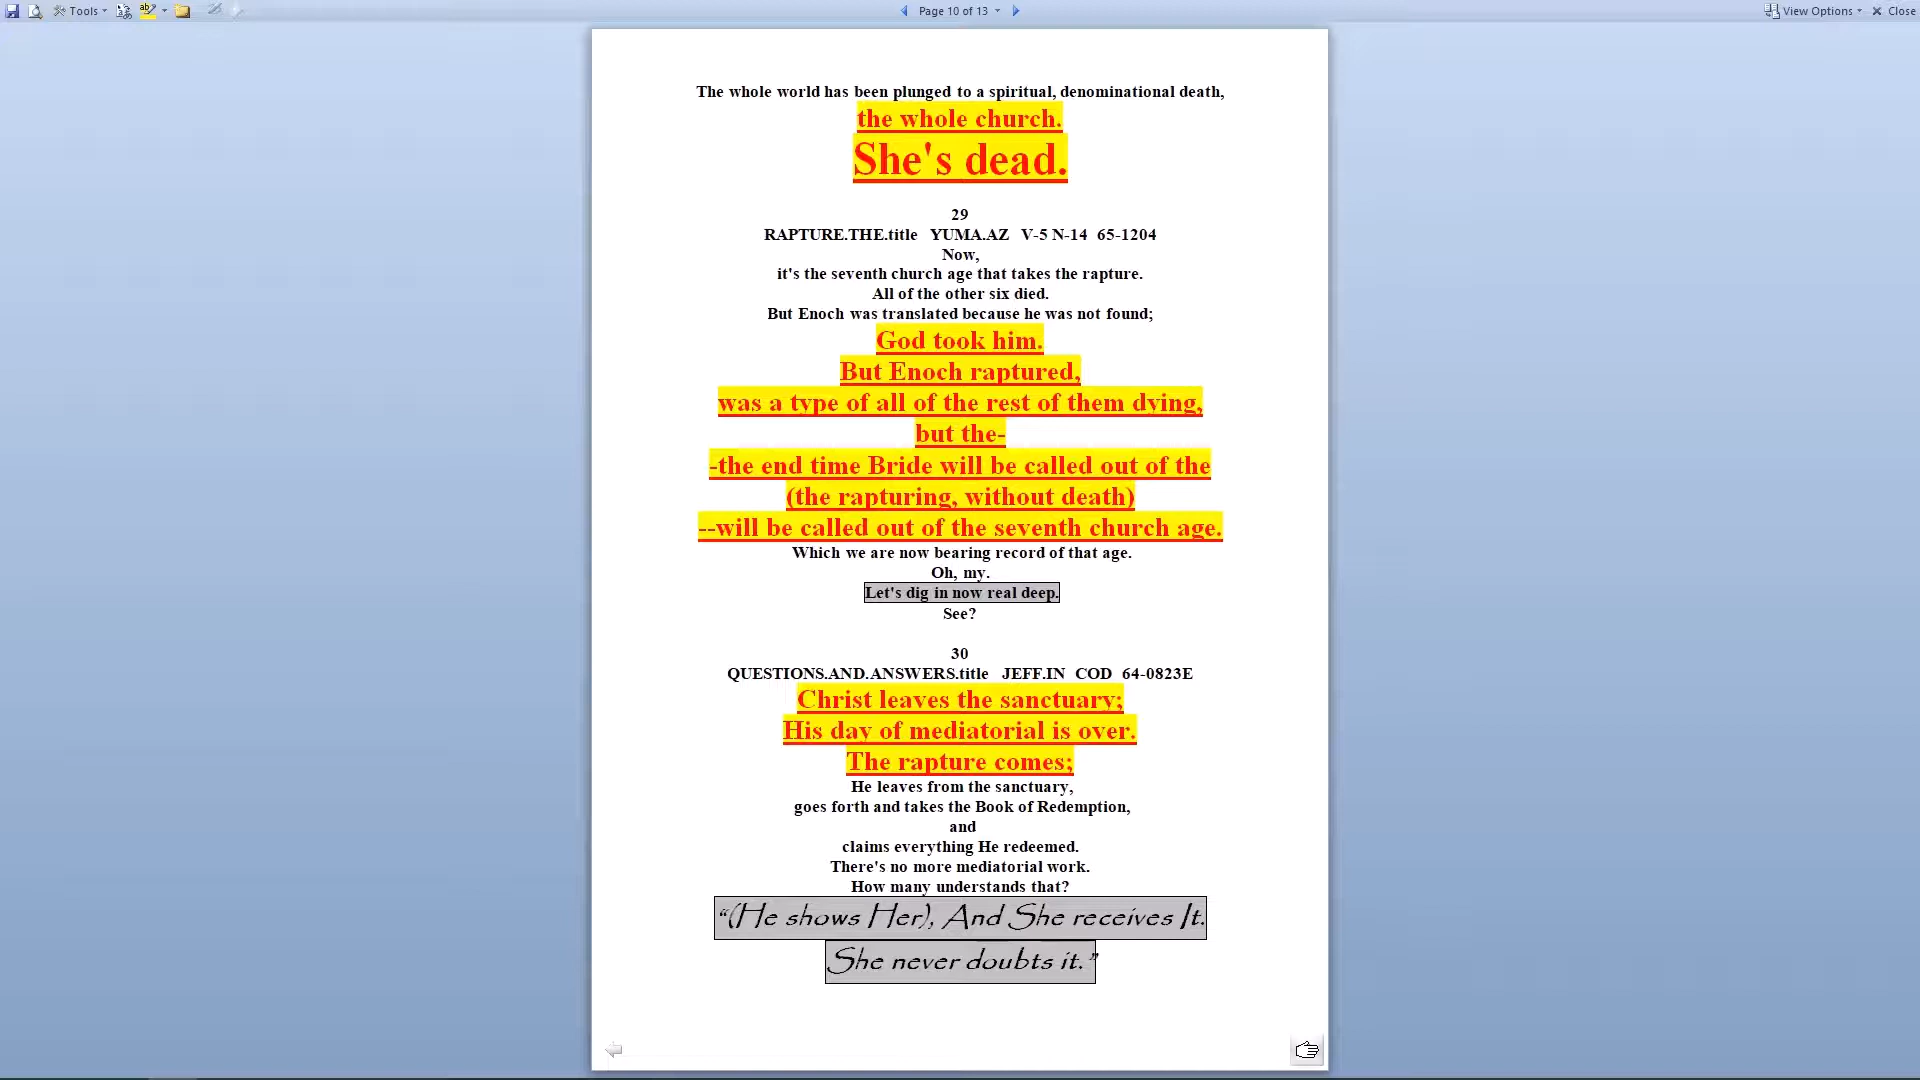 Tools
Page 10 of 13
View Options
Close
The whole world has been plunged to a spiritual, denominational death,
the whole church.
She's dead.
29
RAPTURE.THE.title YUMA.AZ V-5 N-14 65-1204
Now,
it's the seventh church age that takes the rapture.
All of the other six died.
But Enoch was translated because he was not found;
God took him.
But Enoch raptured,
was a type of all of the rest of them dying,
but the-
-the end time Bride will be called out of the
(the rapturing, without death)
--will be called out of the seventh church age.
Which we are now bearing record of that age.
Oh, my.
Let's dig in now real deep.
See?
30
QUESTIONS.AND.ANSWERS.title JEFF.IN COD 64-0823E
Christ leaves the sanctuary;
His day of mediatorial is over.
The rapture comes;
He leaves from the sanctuary,
goes forth and takes the Book of Redemption,
and
claims everything He redeemed.
There's no more mediatorial work.
How many understands that?
“(He shows Her), And She receives It.
She never doubts it.”